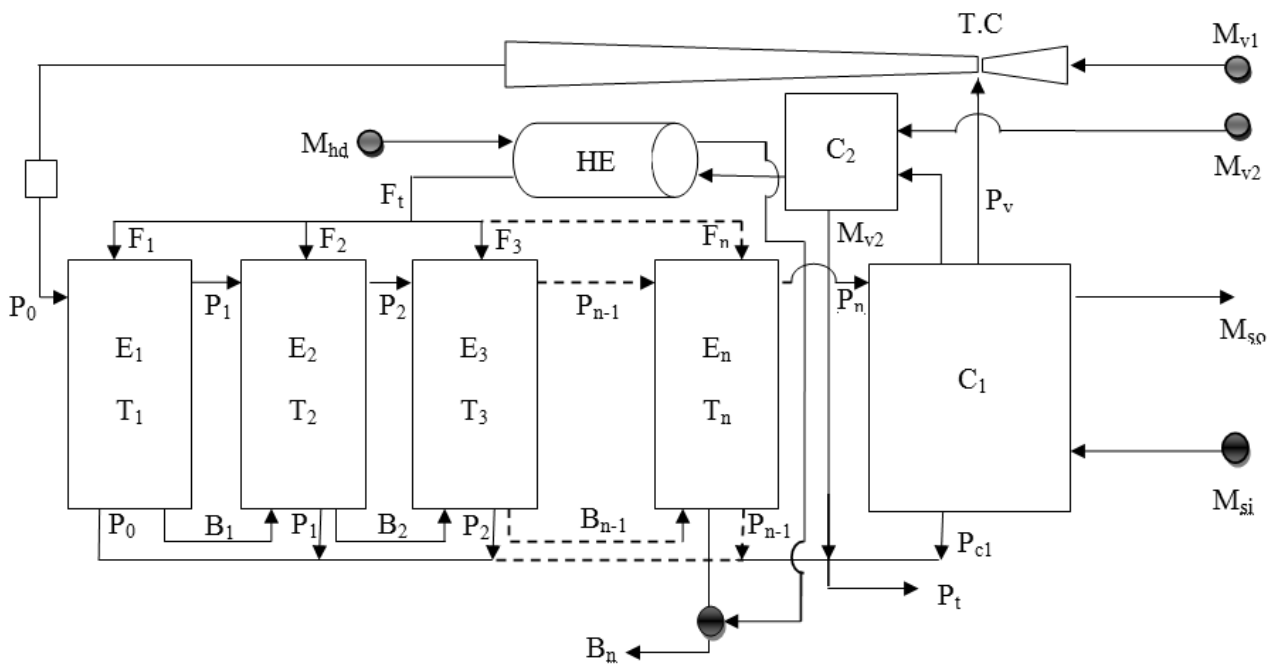 T.C
M_v1
M_hd
HE
C_2
M_v2
F_t
P_v
M_v2
F_1
F_2
F_3
F_n
P_0
P_1
P_2
P_n-1
P_n
M_so
E_1
E_2
E_3
E_n
C_1
T_1
T_2
T_3
T_n
M_si
P_0
B_1
P_1
B_2
P_2
B_n-1
P_n-1
P_c1
P_t
B_n